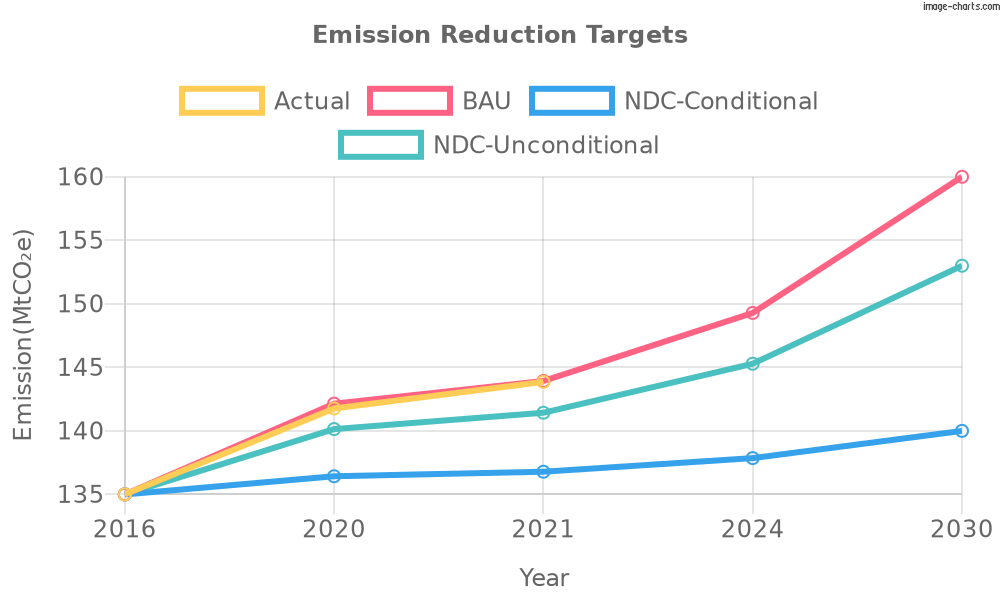 image-charts.com
Emission Reduction Targets
Actual BAU NDC-Conditional
NDC-Unconditional
160
155
150
145
140
135
Emission(MtCO₂e)
2016 2020 2021 2024 2030
Year